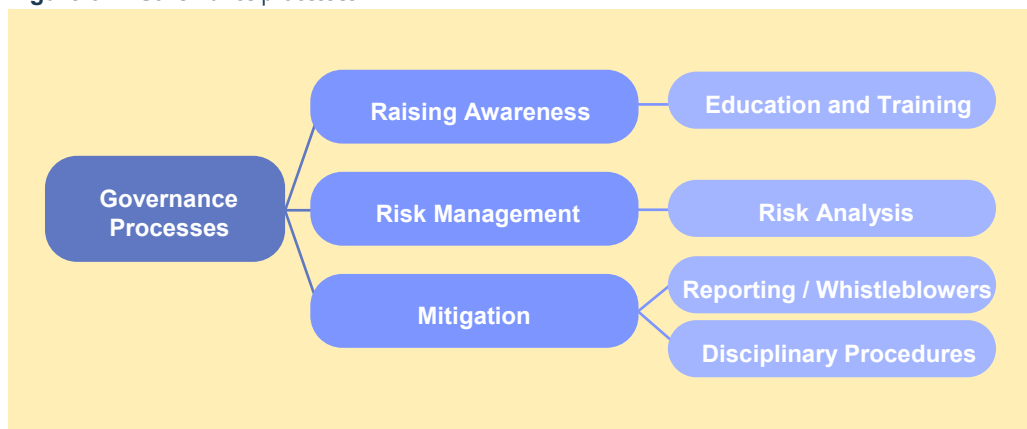 Raising Awareness
Education and Training
Governance
Processes
Risk Management
Risk Analysis
Mitigation
Reporting / Whistleblowers
Disciplinary Procedures